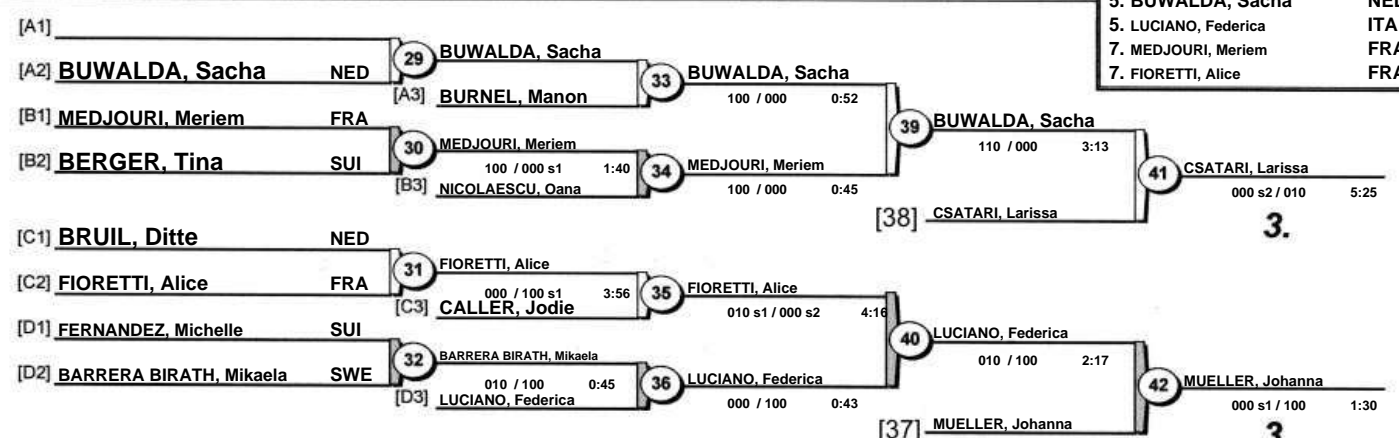 5. BUWALDA, Sacha NED
5. LUCIANO, Federica ITA
7. MEDJOURI, Meriem FRA
7. FIORETTI, Alice FRA
[A1]
[A2] BUWALDA, Sacha NED
29
BUWALDA, Sacha
[A3] BURNEL, Manon
33
BUWALDA, Sacha
100 / 000 0:52
[B1] MEDJOURI, Meriem FRA
[B2] BERGER, Tina SUI
30
MEDJOURI, Meriem
100 / 000 s1 1:40
[B3] NICOLAESCU, Oana
34
MEDJOURI, Meriem
100 / 000 0:45
39
BUWALDA, Sacha
110 / 000 3:13
[38] CSATARI, Larissa
41
CSATARI, Larissa
000 s2 / 010 5:25
3.
[C1] BRUIL, Ditte NED
[C2] FIORETTI, Alice FRA
31
FIORETTI, Alice
000 / 100 s1 3:56
[C3] CALLER, Jodie
35
FIORETTI, Alice
010 s1 / 000 s2 4:16
[D1] FERNANDEZ, Michelle SUI
[D2] BARRERA BIRATH, Mikaela SWE
32
BARRERA BIRATH, Mikaela
010 / 100 0:45
[D3] LUCIANO, Federica
36
LUCIANO, Federica
000 / 100 0:43
40
LUCIANO, Federica
010 / 100 2:17
[37] MUELLER, Johanna
42
MUELLER, Johanna
000 s1 / 100 1:30
3.